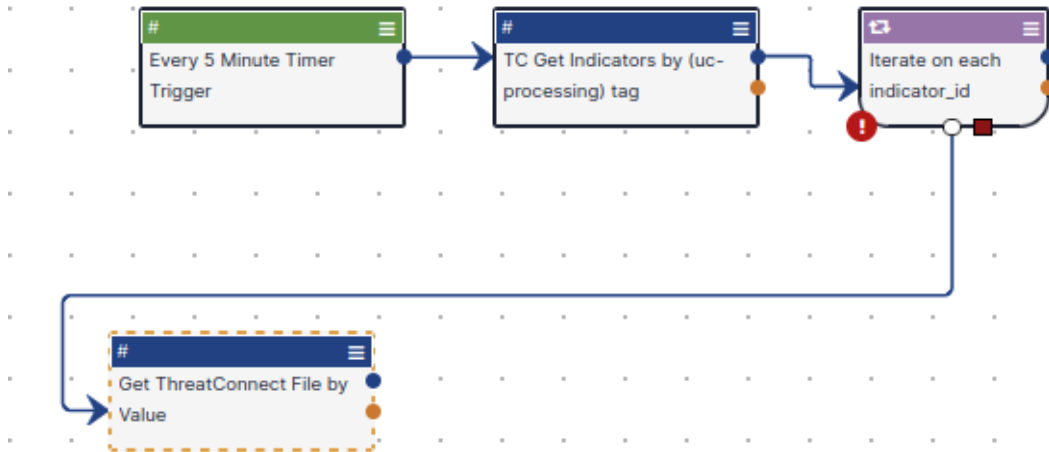 #
Every 5 Minute Timer
Trigger
#
TC Get Indicators by (uc-
processing) tag
Iterate on each
indicator_id
!
#
Get ThreatConnect File by
Value